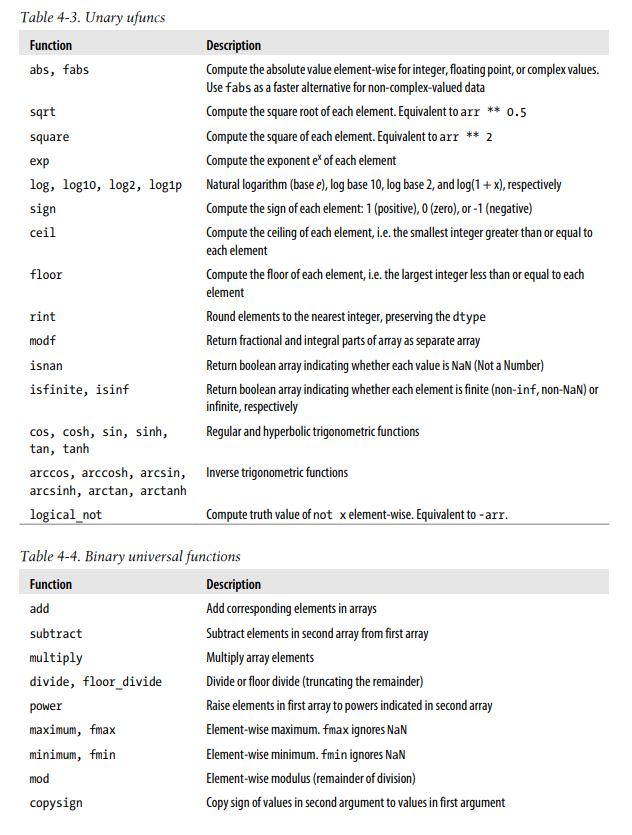 Table 4-3. Unary ufuncs
Function Description
abs, fabs Compute the absolute value element-wise for integer, floating point, or complex values.
Use fabs as a faster alternative for non-complex-valued data
sqrt Compute the square root of each element. Equivalent to arr ** 0.5
square Compute the square of each element. Equivalent to arr ** 2
exp Compute the exponent eˣ of each element
log, log10, log2, log1p Natural logarithm (base e), log base 10, log base 2, and log(1 + x), respectively
sign Compute the sign of each element: 1 (positive), 0 (zero), or -1 (negative)
ceil Compute the ceiling of each element, i.e. the smallest integer greater than or equal to
each element
floor Compute the floor of each element, i.e. the largest integer less than or equal to each
element
rint Round elements to the nearest integer, preserving the dtype
modf Return fractional and integral parts of array as separate array
isnan Return boolean array indicating whether each value is NaN (Not a Number)
isfinite, isinf Return boolean array indicating whether each element is finite (non-inf, non-NaN) or
infinite, respectively
cos, cosh, sin, sinh, Regular and hyperbolic trigonometric functions
tan, tanh
arccos, arccosh, arcsin, Inverse trigonometric functions
arcsinh, arctan, arctanh
logical_not Compute truth value of not x element-wise. Equivalent to -arr.
Table 4-4. Binary universal functions
Function Description
add Add corresponding elements in arrays
subtract Subtract elements in second array from first array
multiply Multiply array elements
divide, floor_divide Divide or floor divide (truncating the remainder)
power Raise elements in first array to powers indicated in second array
maximum, fmax Element-wise maximum. fmax ignores NaN
minimum, fmin Element-wise minimum. fmin ignores NaN
mod Element-wise modulus (remainder of division)
copysign Copy sign of values in second argument to values in first argument